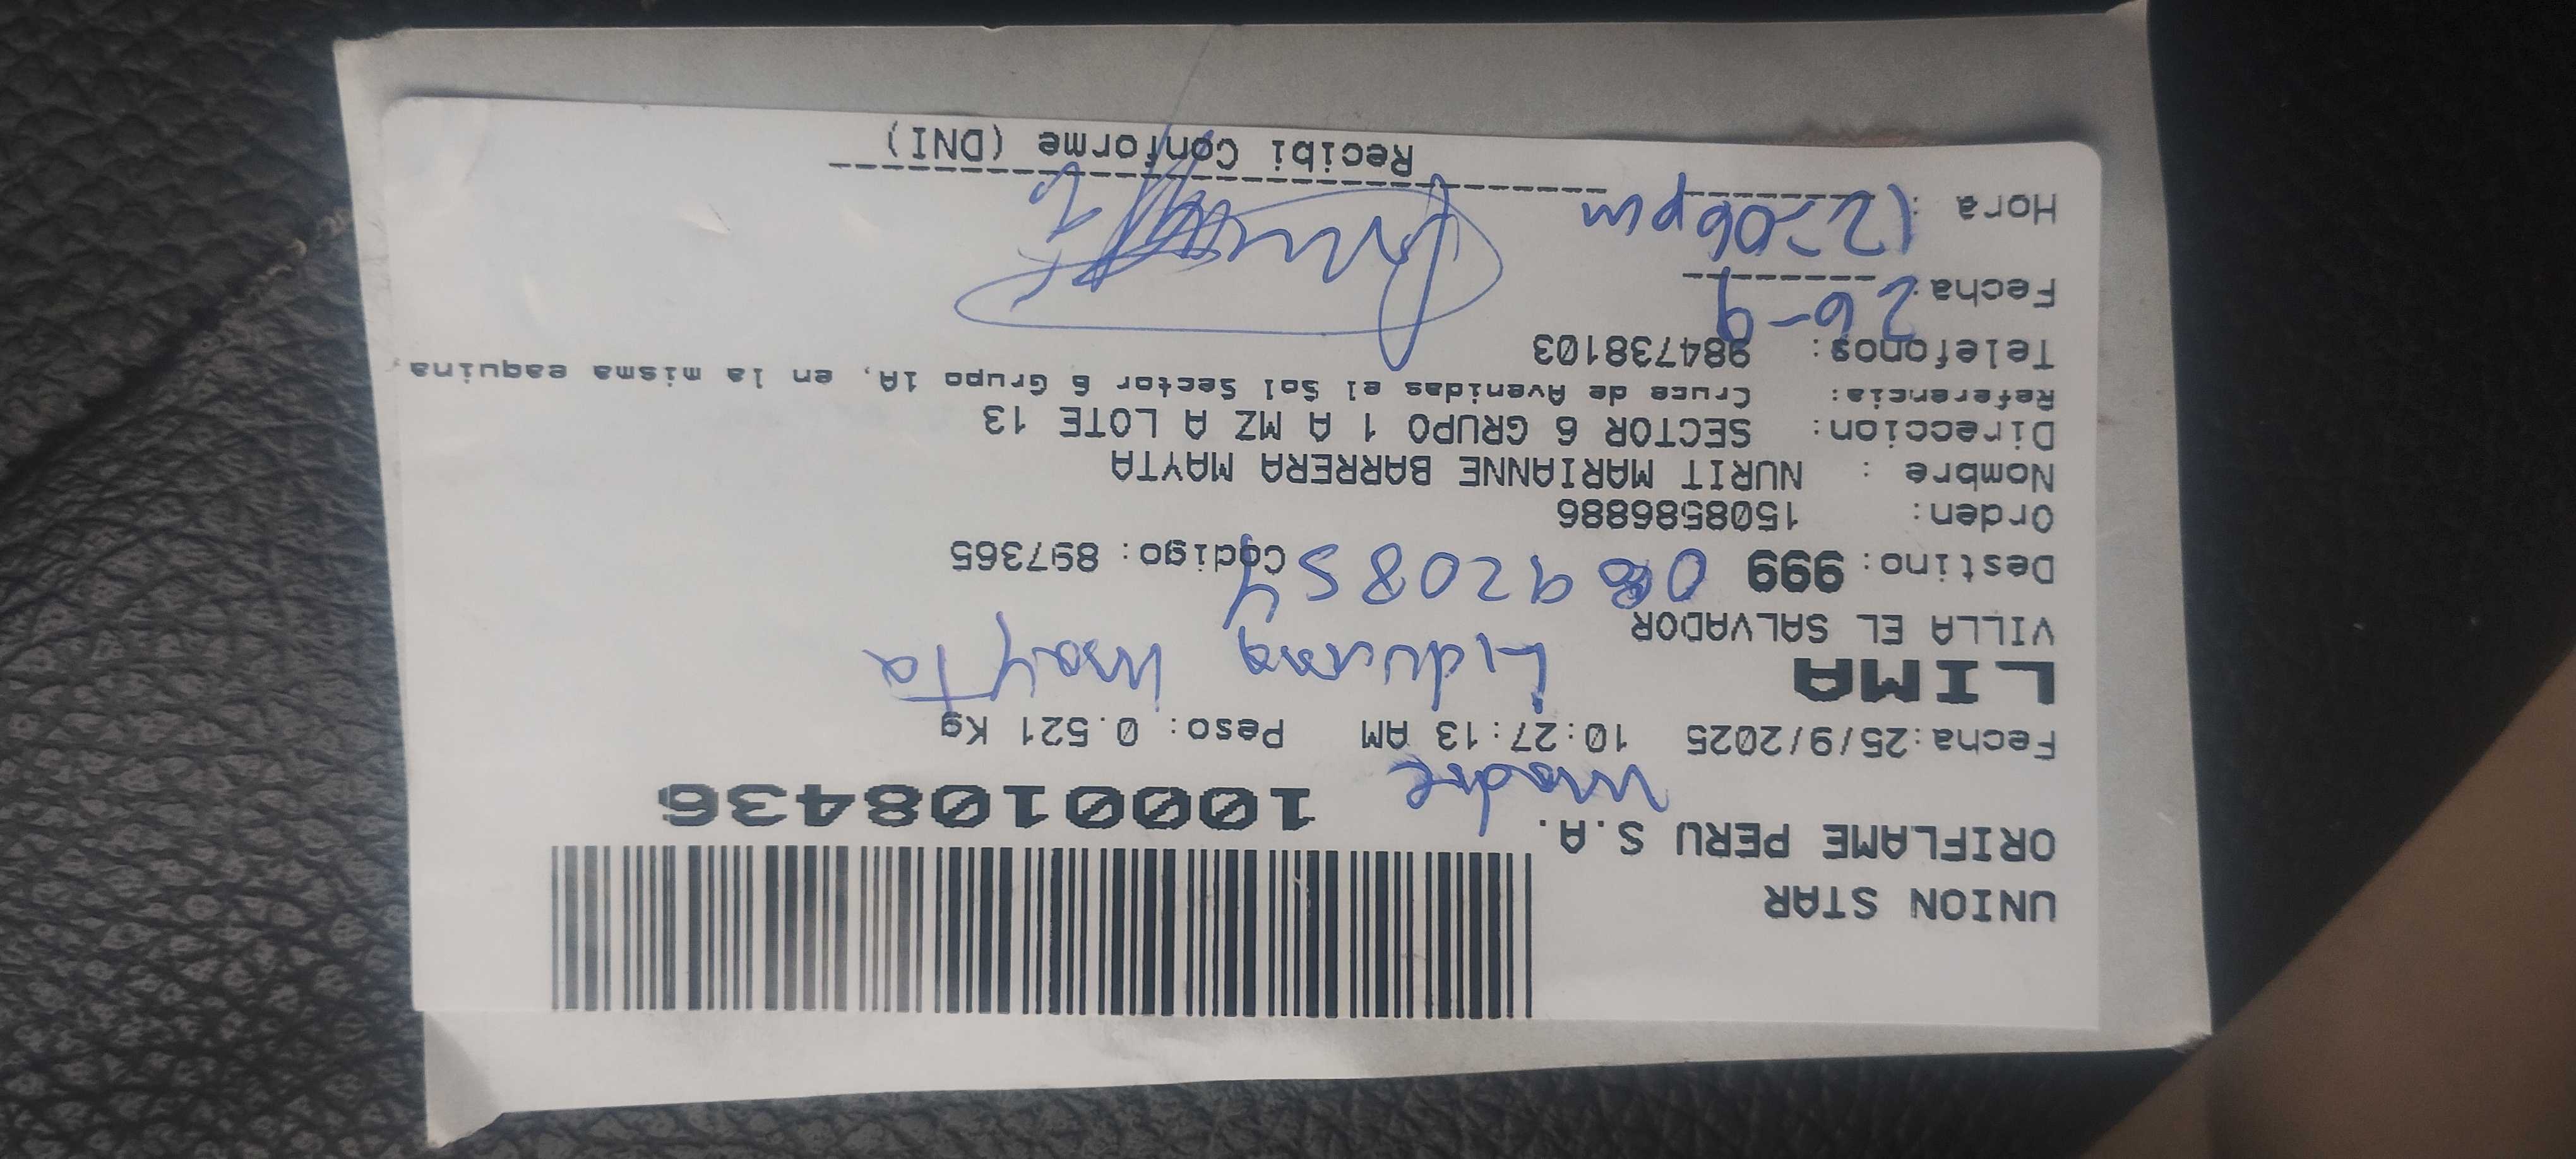 UNION STAR
ORIFLAME PERU S.A.
1000108436
Madre
Fecha:25/9/2025 10:27:13 AM Peso: 0.521 Kg
LIMA
Mayta
VILLA EL SALVADOR
Destino: 999 Codigo: 897365
Orden: 1508586886
Nombre : NURIT MARIANNE BARRERA MAYTA
Direccion: SECTOR 6 GRUPO 1 A MZ A LOTE 13
Referencia: Cruce de Avenidas el Sol Sector 6 Grupo 1A, en la misma esquina,
Telefonos: 984738103
Fecha: 26-9
Hora : 12:06pm
Recibi Conforme (DNI)